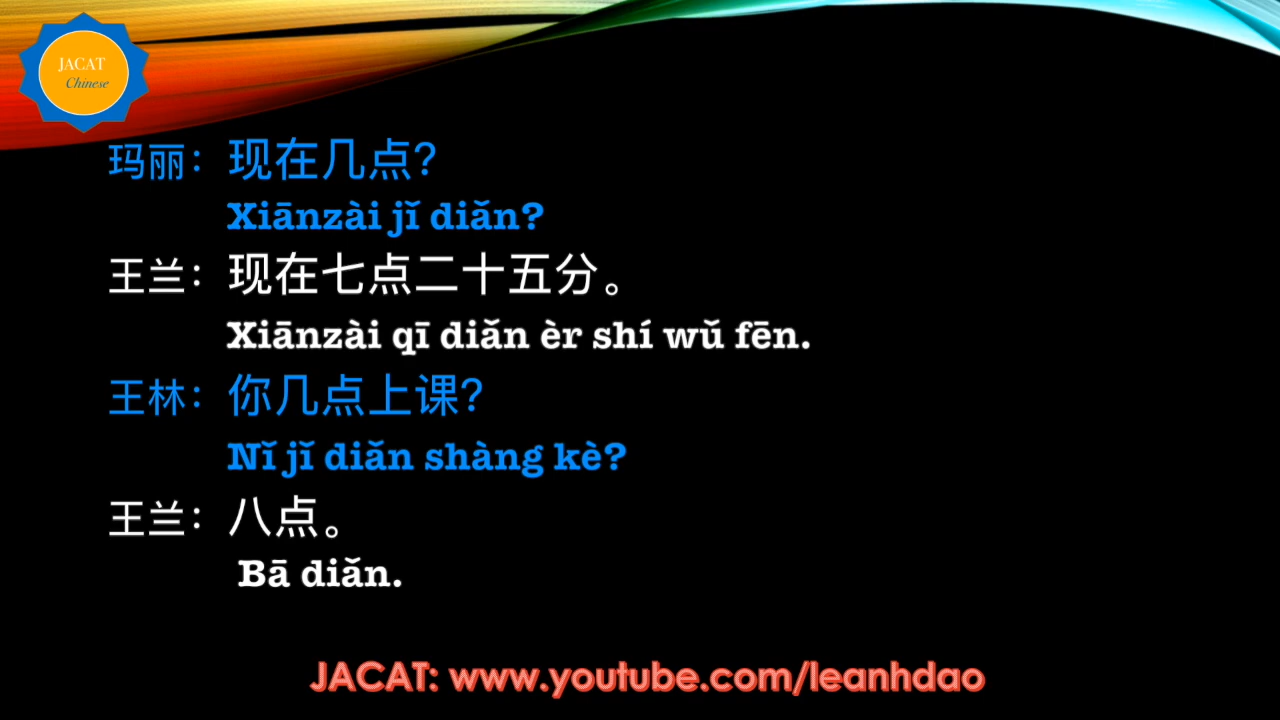 JACAT
Chinese
玛丽：现在几点？
Xiānzài jǐ diǎn?
王兰：现在七点二十五分。
Xiānzài qī diǎn èr shí wǔ fēn.
王林：你几点上课？
Nǐ jǐ diǎn shàng kè?
王兰：八点。
Bā diǎn.
JACAT: www.youtube.com/leanhdao